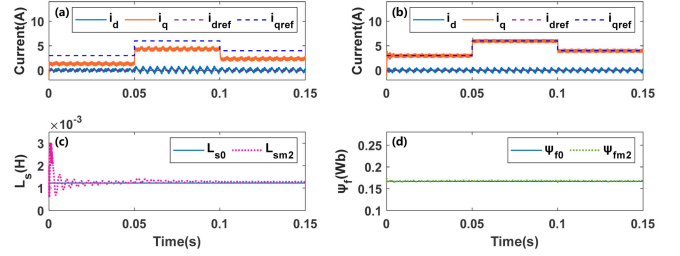 (a) i_d i_q i_dref i_qref
Current(A)
10
5
0
0 0.05 0.1 0.15
(b) i_d i_q i_dref i_qref
Current(A)
10
5
0
0 0.05 0.1 0.15
×10⁻³
(c) L_s0 L_sm2
L_s(H)
3
2
1
0
0 0.05 0.1 0.15
Time(s)
(d) ψ_f0 ψ_fm2
ψ_f(Wb)
0.25
0.2
0.15
0.1
0 0.05 0.1 0.15
Time(s)